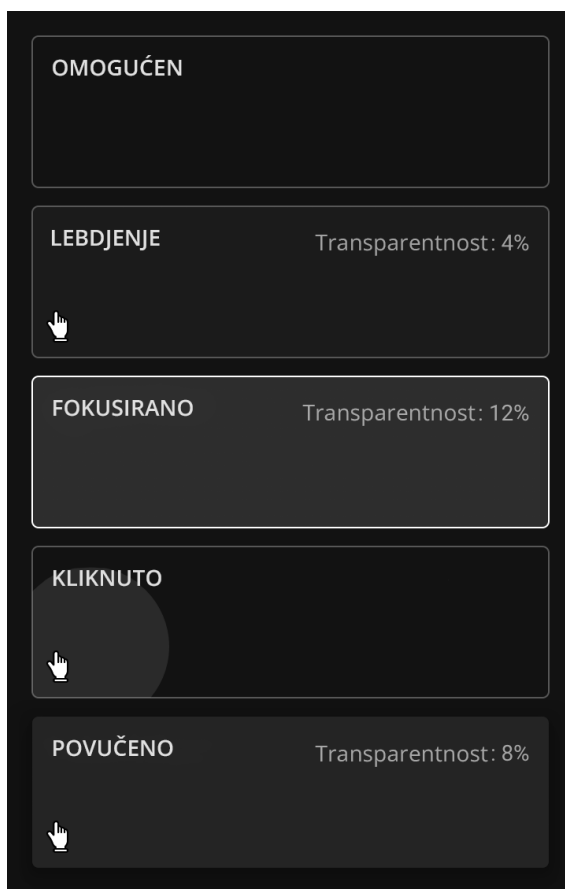 OMOGUĆEN
LEBDJENJE
Transparentnost: 4%
FOKUSIRANO
Transparentnost: 12%
KLIKNUTO
POVUČENO
Transparentnost: 8%